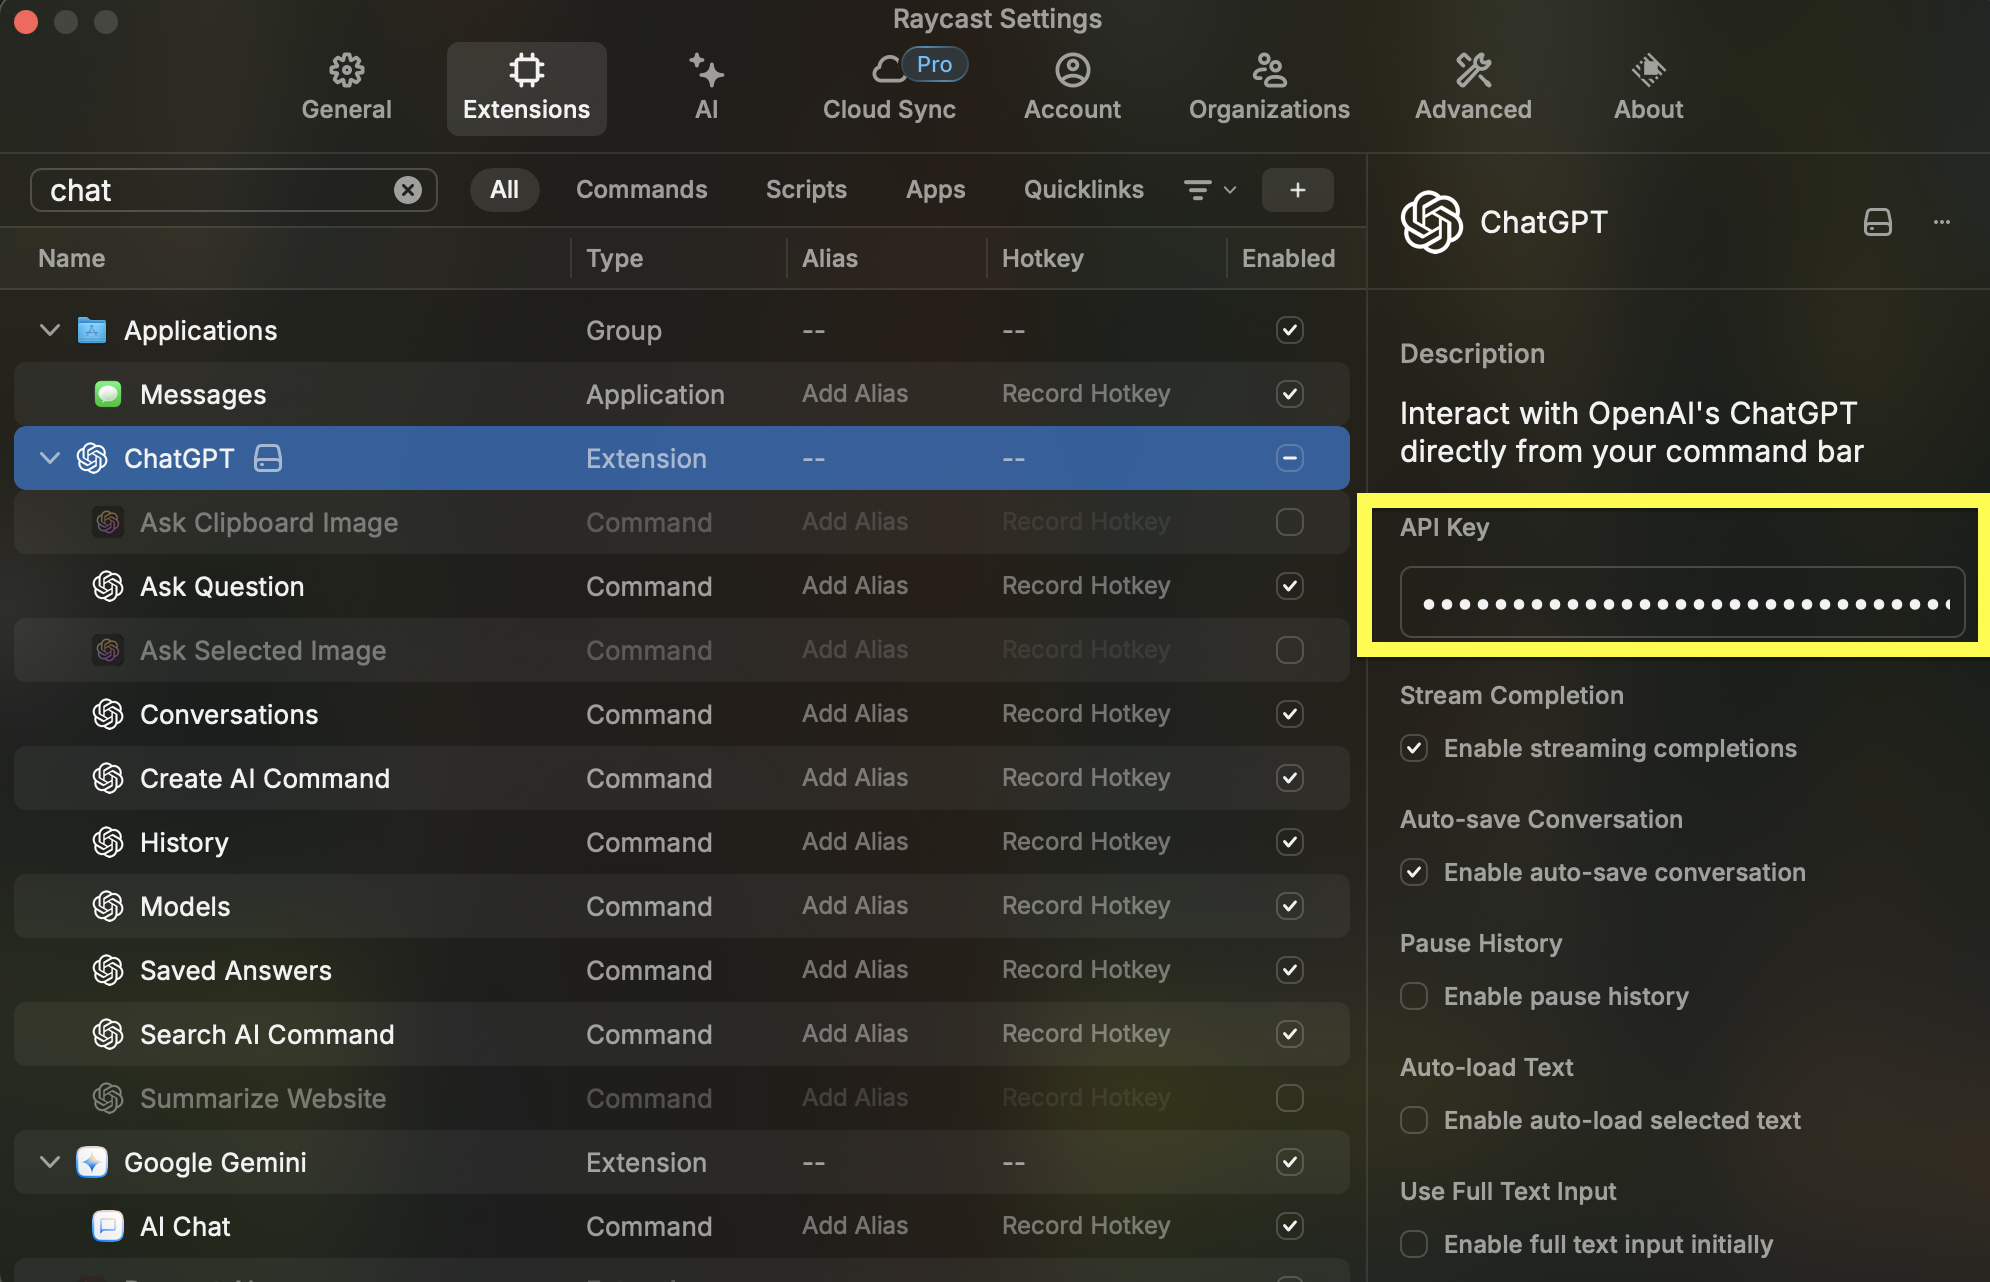 Raycast Settings
General
Extensions
AI
Cloud Sync
Pro
Account
Organizations
Advanced
About
chat
All
Commands
Scripts
Apps
Quicklinks
+
Name Type Alias Hotkey Enabled
Applications Group -- --
Messages Application Add Alias Record Hotkey
ChatGPT Extension -- --
Ask Clipboard Image Command Add Alias Record Hotkey
Ask Question Command Add Alias Record Hotkey
Ask Selected Image Command Add Alias Record Hotkey
Conversations Command Add Alias Record Hotkey
Create AI Command Command Add Alias Record Hotkey
History Command Add Alias Record Hotkey
Models Command Add Alias Record Hotkey
Saved Answers Command Add Alias Record Hotkey
Search AI Command Command Add Alias Record Hotkey
Summarize Website Command Add Alias Record Hotkey
Google Gemini Extension -- --
AI Chat Command Add Alias Record Hotkey
ChatGPT
Description
Interact with OpenAI's ChatGPT
directly from your command bar
API Key
Stream Completion
Enable streaming completions
Auto-save Conversation
Enable auto-save conversation
Pause History
Enable pause history
Auto-load Text
Enable auto-load selected text
Use Full Text Input
Enable full text input initially